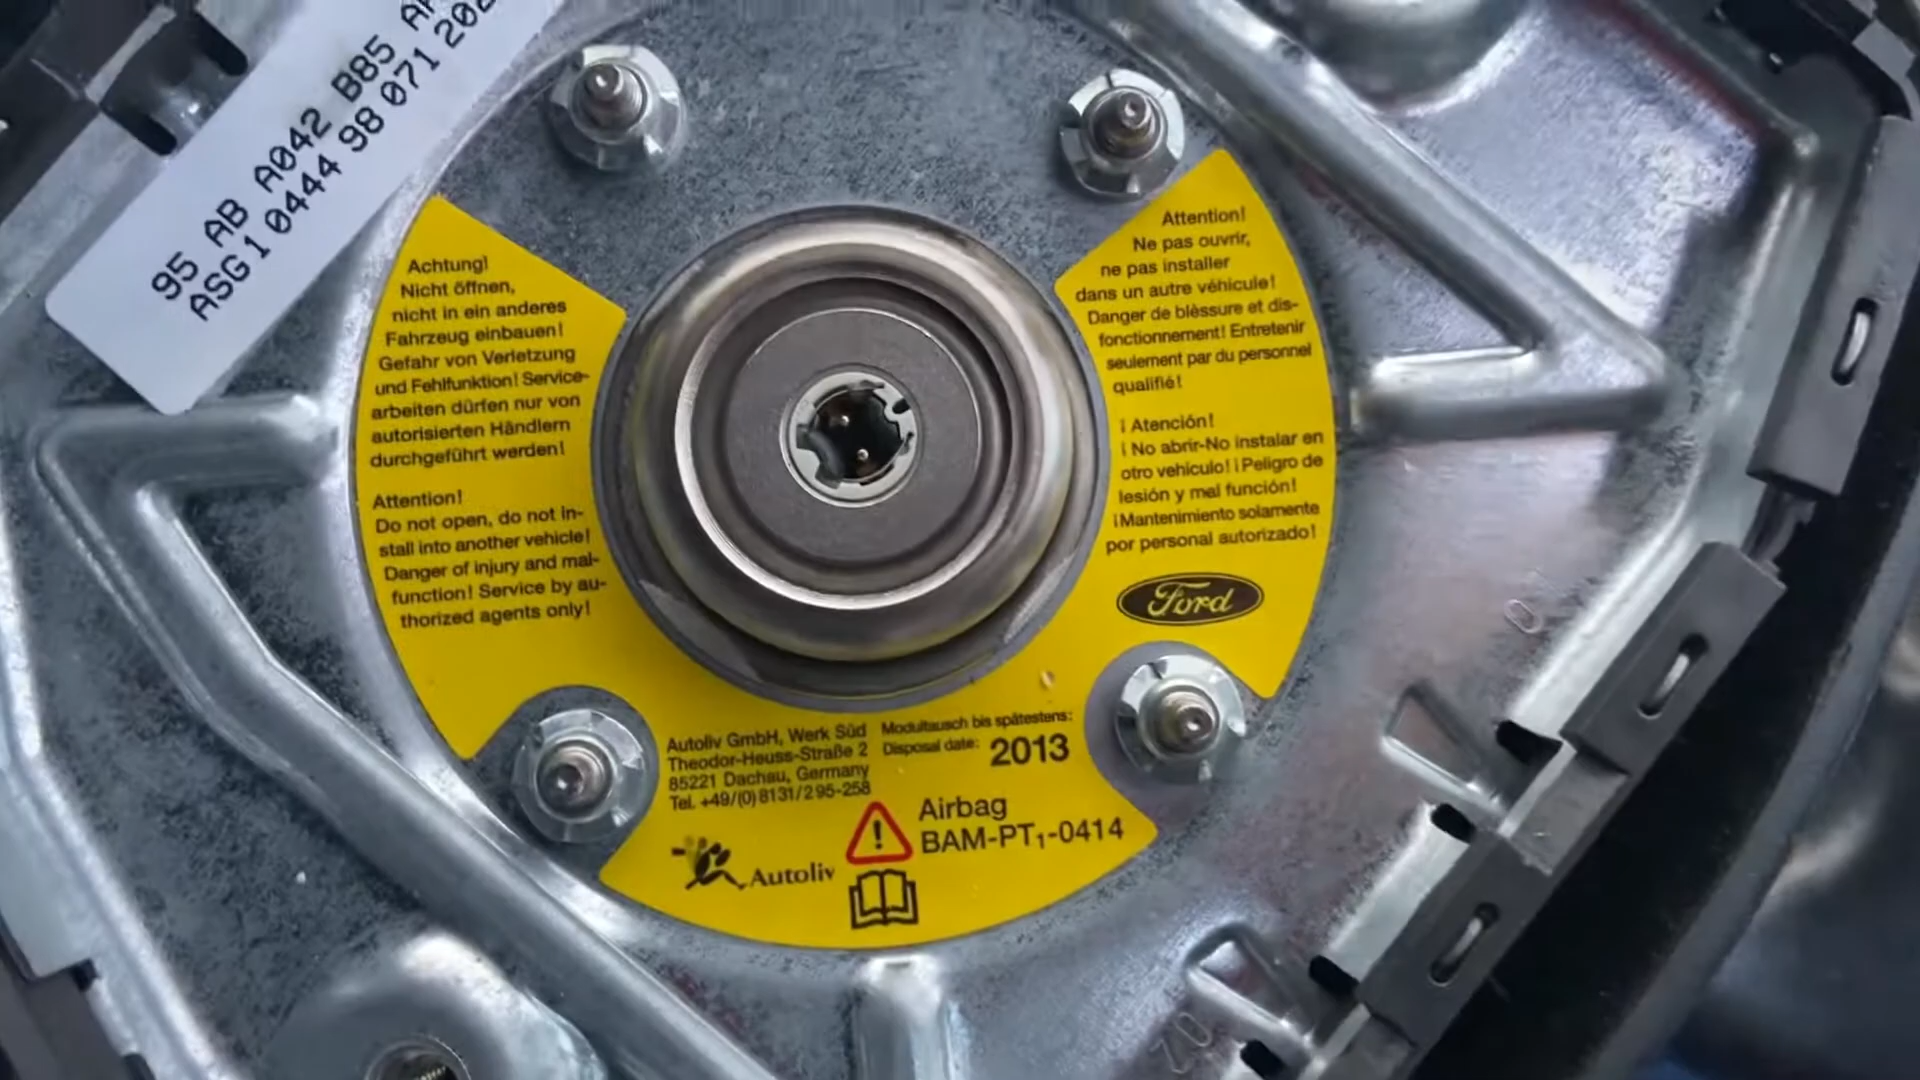 95 AB A042 B85
ASG1 0444 98 071
Achtung!
Nicht öffnen,
nicht in ein anderes
Fahrzeug einbauen!
Gefahr von Verletzung
und Fehlfunktion! Service-
arbeiten dürfen nur von
autorisierten Händlern
durchgeführt werden!
Attention!
Do not open, do not in-
stall into another vehicle!
Danger of injury and mal-
function! Service by au-
thorized agents only!
Attention!
Ne pas ouvrir,
ne pas installer
dans un autre véhicule!
Danger de blèssure et dis-
fonctionnement! Entretenir
seulement par du personnel
qualifié!
¡ Atención!
¡ No abrir-No instalar en
otro vehiculo! ¡ Peligro de
lesión y mal función!
¡ Mantenimiento solamente
por personal autorizado!
Ford
Autoliv GmbH, Werk Süd
Theodor-Heuss-Straße 2
85221 Dachau, Germany
Tel. +49/(0) 8131/2 95-258
Modultausch bis spätestens:
Disposal date: 2013
Airbag
BAM-PT₁-0414
Autoliv